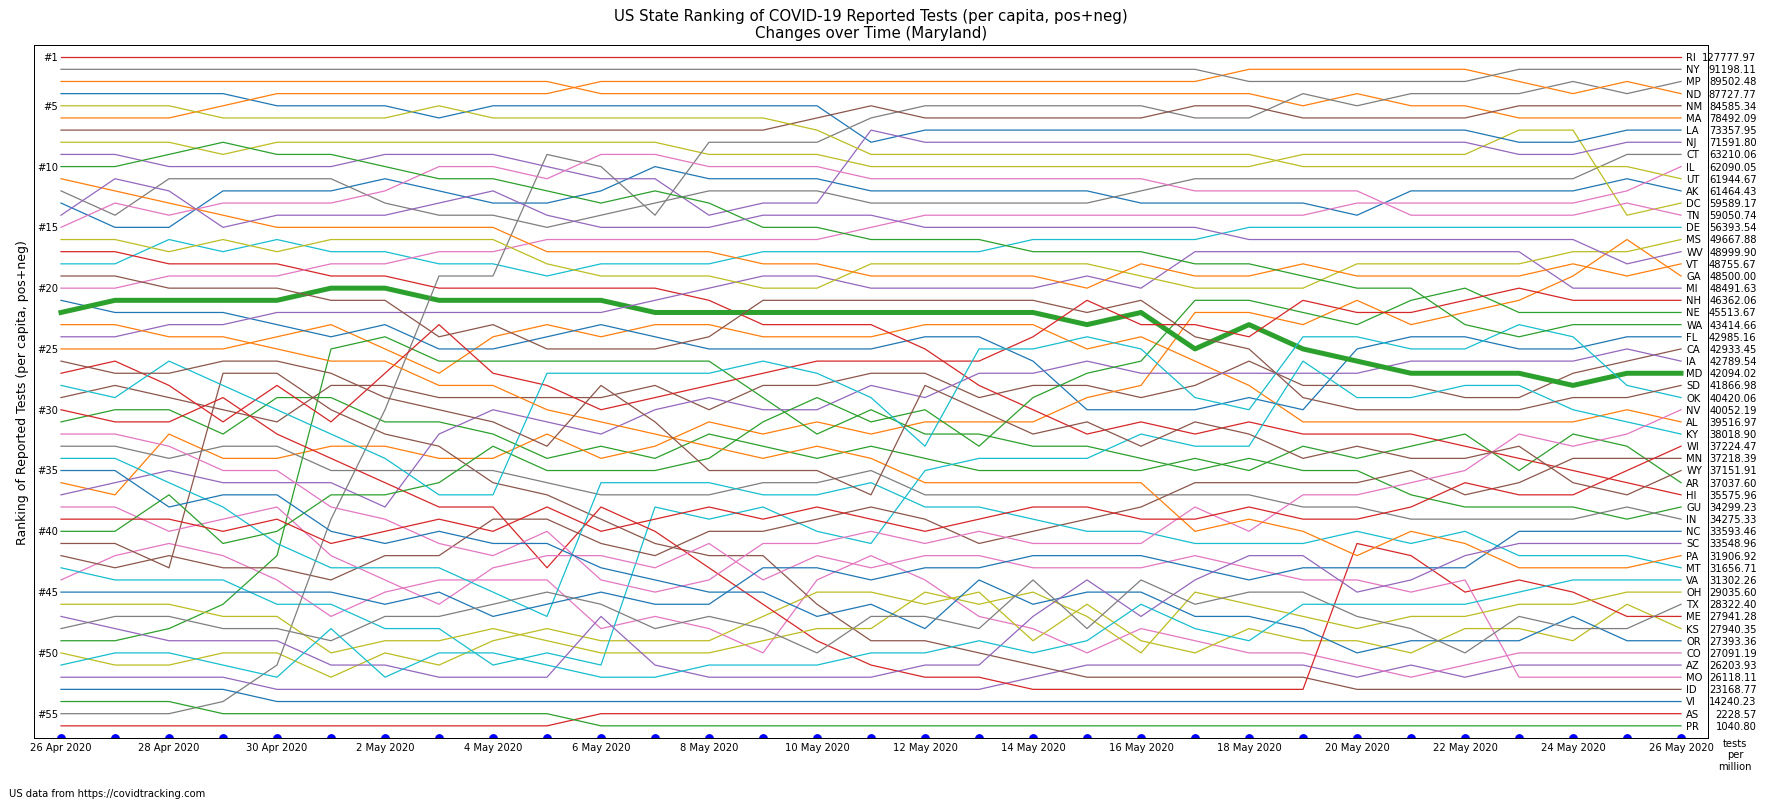 US State Ranking of COVID-19 Reported Tests (per capita, pos+neg)
Changes over Time (Maryland)
Ranking of Reported Tests (per capita, pos+neg)
#1
#5
#10
#15
#20
#25
#30
#35
#40
#45
#50
#55
RI 127777.97
NY 91198.11
MP 89502.48
ND 87727.77
NM 84585.34
MA 78492.09
LA 73357.95
NJ 71591.80
CT 63210.06
IL 62090.05
UT 61944.67
AK 61464.43
DC 59589.17
TN 59050.74
DE 56393.54
MS 49667.88
WV 48999.90
VT 48755.67
GA 48500.00
MI 48491.63
NH 46362.06
NE 45513.67
WA 43414.66
FL 42985.16
CA 42933.45
IA 42789.54
MD 42094.02
SD 41866.98
OK 40420.06
NV 40052.19
AL 39516.97
KY 38018.90
WI 37224.47
MN 37218.39
WY 37151.91
AR 37037.60
HI 35575.96
GU 34299.23
IN 34275.33
NC 33593.46
SC 33548.96
PA 31906.92
MT 31656.71
VA 31302.26
OH 29035.60
TX 28322.40
ME 27941.28
KS 27940.35
OR 27393.36
CO 27091.19
AZ 26203.93
MO 26118.11
ID 23168.77
VI 14240.23
AS 2228.57
PR 1040.80
26 Apr 2020 28 Apr 2020 30 Apr 2020 2 May 2020 4 May 2020 6 May 2020 8 May 2020 10 May 2020 12 May 2020 14 May 2020 16 May 2020 18 May 2020 20 May 2020 22 May 2020 24 May 2020 26 May 2020
tests
per
million
US data from https://covidtracking.com